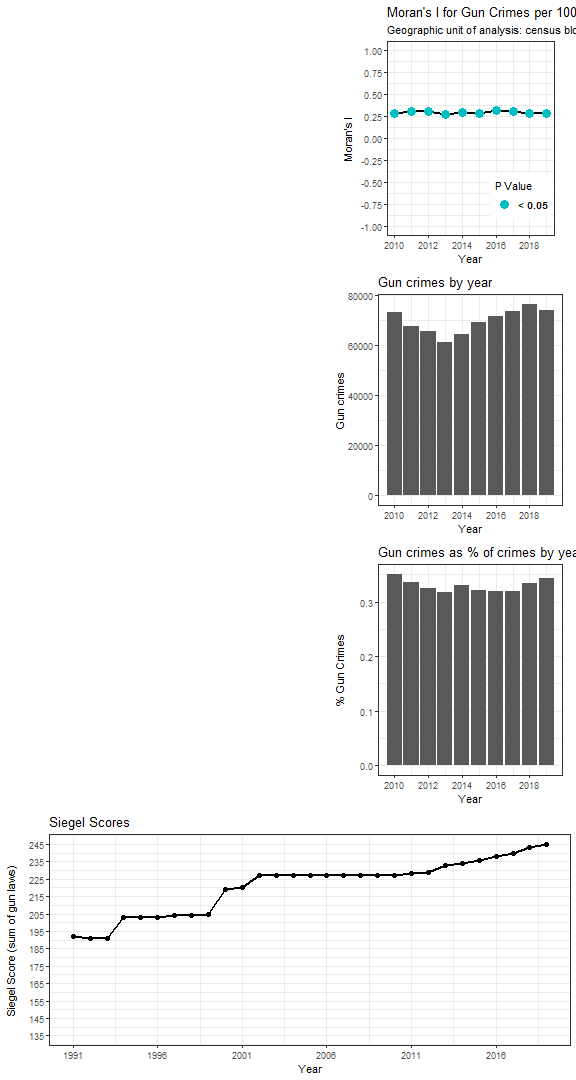 Moran's I for Gun Crimes per 100
Geographic unit of analysis: census
1.00
0.75
0.50
0.25
0.00
-0.25
-0.50
-0.75
-1.00
Moran's I
P Value
< 0.05
2010 2012 2014 2016 2018
Year
Gun crimes by year
80000
60000
40000
20000
0
Gun crimes
2010 2012 2014 2016 2018
Year
Gun crimes as % of crimes by
0.3
0.2
0.1
0.0
% Gun Crimes
2010 2012 2014 2016 2018
Year
Siegel Scores
245
235
225
215
205
195
185
175
165
155
145
135
Siegel Score (sum of gun laws)
1991 1996 2001 2006 2011 2016
Year